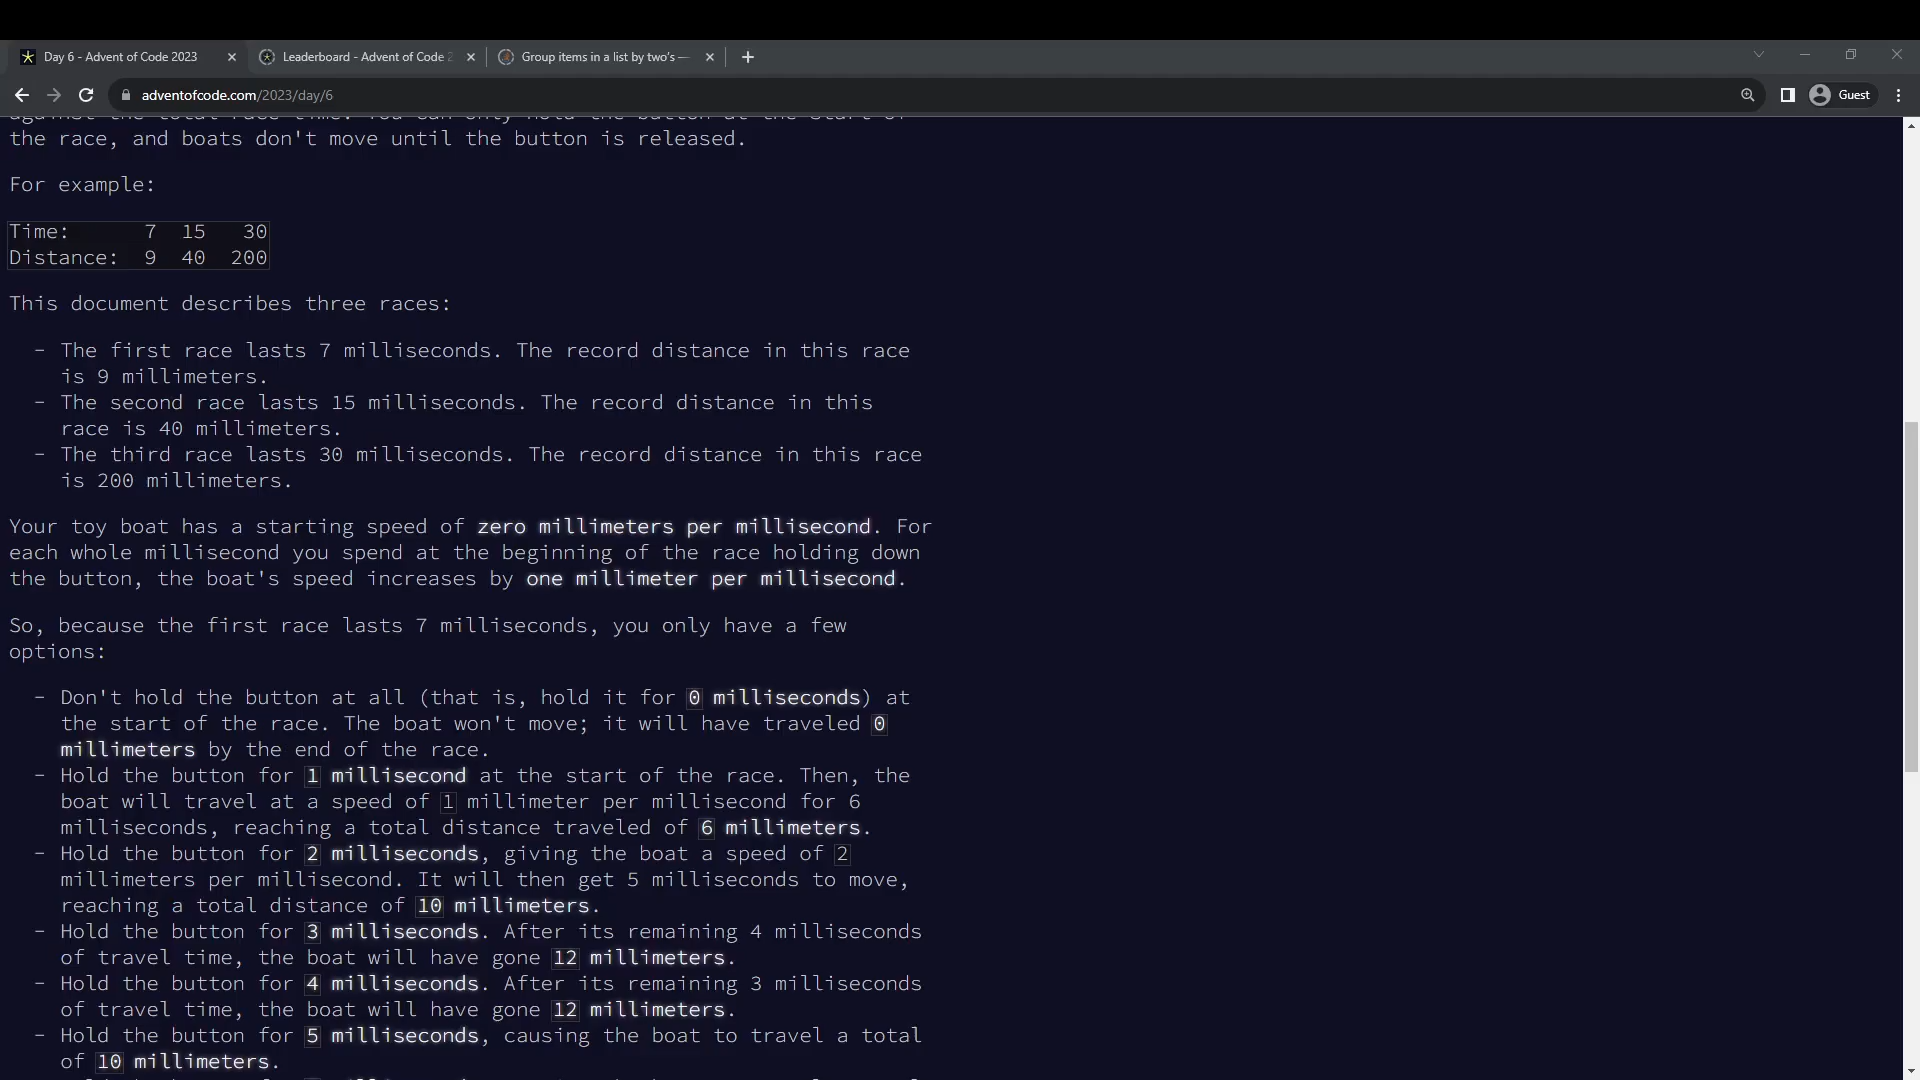 Day 6 - Advent of Code 2023
Leaderboard - Advent of Code 2
Group items in a list by two's —
adventofcode.com/2023/day/6
Guest
against the total race time. You can only hold the button at the start of
the race, and boats don't move until the button is released.
For example:
Time: 7 15 30
Distance: 9 40 200
This document describes three races:
- The first race lasts 7 milliseconds. The record distance in this race
is 9 millimeters.
- The second race lasts 15 milliseconds. The record distance in this
race is 40 millimeters.
- The third race lasts 30 milliseconds. The record distance in this race
is 200 millimeters.
Your toy boat has a starting speed of zero millimeters per millisecond. For
each whole millisecond you spend at the beginning of the race holding down
the button, the boat's speed increases by one millimeter per millisecond.
So, because the first race lasts 7 milliseconds, you only have a few
options:
- Don't hold the button at all (that is, hold it for 0 milliseconds) at
the start of the race. The boat won't move; it will have traveled 0
millimeters by the end of the race.
- Hold the button for 1 millisecond at the start of the race. Then, the
boat will travel at a speed of 1 millimeter per millisecond for 6
milliseconds, reaching a total distance traveled of 6 millimeters.
- Hold the button for 2 milliseconds, giving the boat a speed of 2
millimeters per millisecond. It will then get 5 milliseconds to move,
reaching a total distance of 10 millimeters.
- Hold the button for 3 milliseconds. After its remaining 4 milliseconds
of travel time, the boat will have gone 12 millimeters.
- Hold the button for 4 milliseconds. After its remaining 3 milliseconds
of travel time, the boat will have gone 12 millimeters.
- Hold the button for 5 milliseconds, causing the boat to travel a total
of 10 millimeters.